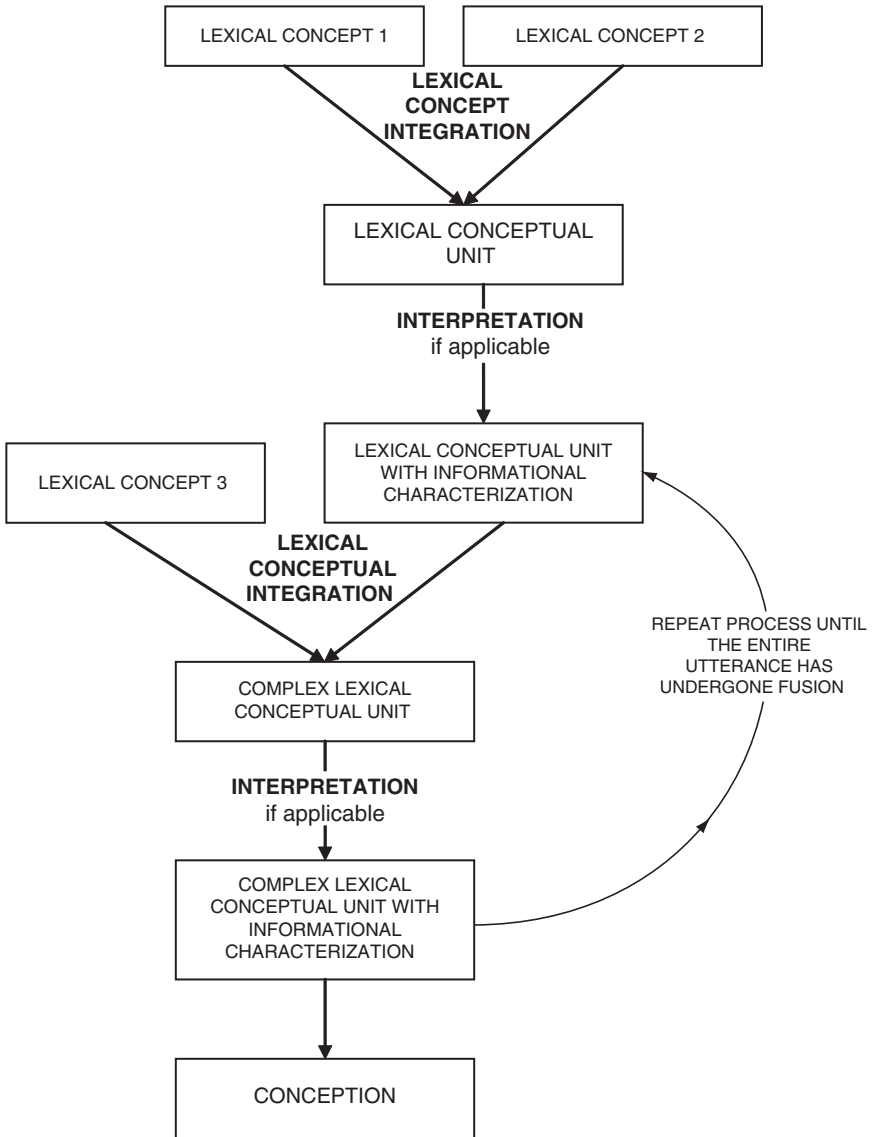 LEXICAL CONCEPT 1
LEXICAL CONCEPT 2
LEXICAL
CONCEPT
INTEGRATION
LEXICAL CONCEPTUAL
UNIT
INTERPRETATION
if applicable
LEXICAL CONCEPTUAL UNIT
WITH INFORMATIONAL
CHARACTERIZATION
LEXICAL CONCEPT 3
LEXICAL
CONCEPTUAL
INTEGRATION
REPEAT PROCESS UNTIL
THE ENTIRE
UTTERANCE HAS
UNDERGONE FUSION
COMPLEX LEXICAL
CONCEPTUAL UNIT
INTERPRETATION
if applicable
COMPLEX LEXICAL
CONCEPTUAL UNIT WITH
INFORMATIONAL
CHARACTERIZATION
CONCEPTION